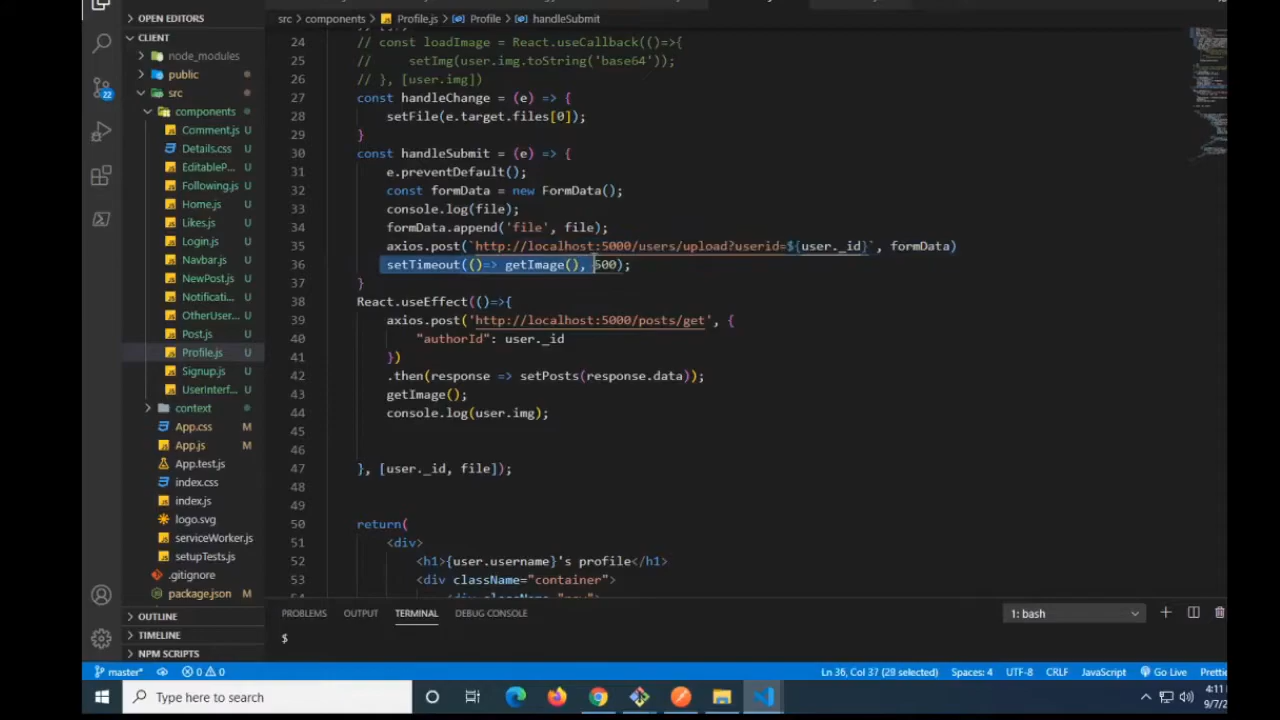 OPEN EDITORS
CLIENT
node_modules
public
src
components
Comment.js U
Details.css U
EditableP... U
Following.js U
Home.js U
Likes.js U
Login.js U
Navbar.js U
NewPost.js U
Notificati... U
OtherUser... U
Post.js U
Profile.js U
Signup.js U
UserInterf... U
context
App.css M
App.js M
App.test.js
index.css
index.js
logo.svg
serviceWorker.js
setupTests.js
.gitignore
package.json M
OUTLINE
TIMELINE
NPM SCRIPTS
22
src > components > Profile.js > Profile > handleSubmit
24 // const loadImage = React.useCallback(()=>{
25 //     setImg(user.img.toString('base64'));
26 // }, [user.img])
27 const handleChange = (e) => {
28     setFile(e.target.files[0]);
29 }
30 const handleSubmit = (e) => {
31     e.preventDefault();
32     const formData = new FormData();
33     console.log(file);
34     formData.append('file', file);
35     axios.post(`http://localhost:5000/users/upload?userid=${user._id}`, formData)
36     setTimeout(()=> getImage(), 500);
37 }
38 React.useEffect(()=>{
39     axios.post('http://localhost:5000/posts/get', {
40         "authorId": user._id
41     })
42     .then(response => setPosts(response.data));
43     getImage();
44     console.log(user.img);
45
46
47 }, [user._id, file]);
48
49
50 return(
51     <div>
52         <h1>{user.username}'s profile</h1>
53         <div className="container">
PROBLEMS OUTPUT TERMINAL DEBUG CONSOLE 1: bash
$
master* 0 0 Ln 36, Col 37 (28 selected) Spaces: 4 UTF-8 CRLF JavaScript Go Live
Type here to search
4:11